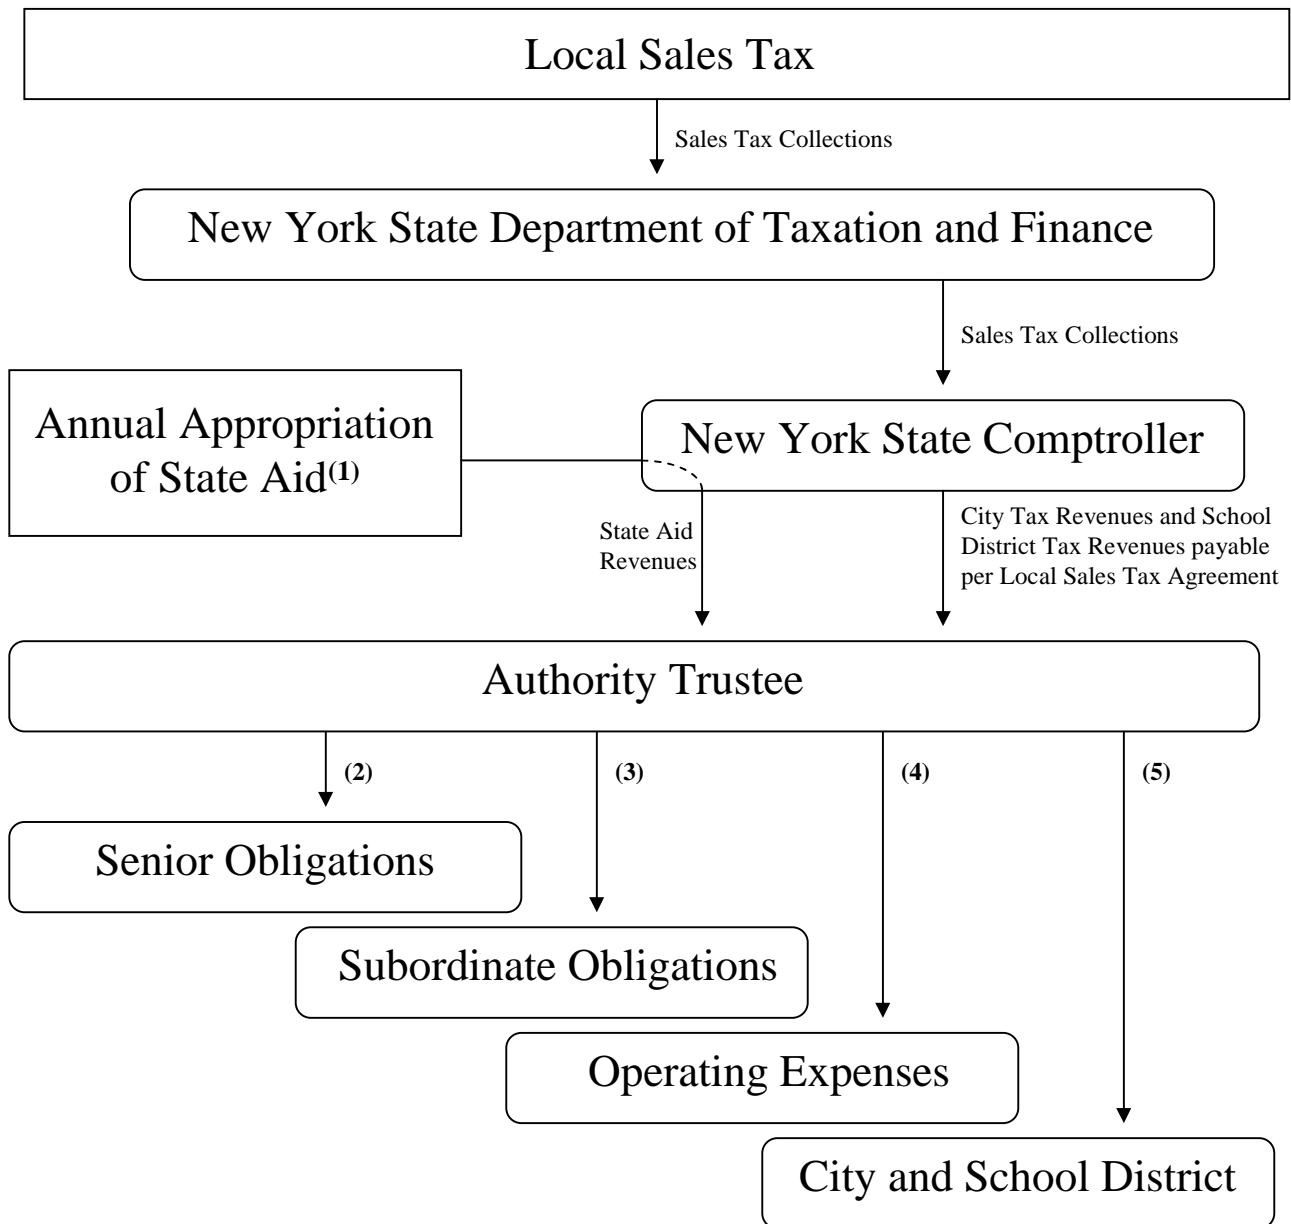 Local Sales Tax
Sales Tax Collections
New York State Department of Taxation and Finance
Sales Tax Collections
Annual Appropriation
of State Aid(1)
New York State Comptroller
State Aid
Revenues
City Tax Revenues and School
District Tax Revenues payable
per Local Sales Tax Agreement
Authority Trustee
(2)
(3)
(4)
(5)
Senior Obligations
Subordinate Obligations
Operating Expenses
City and School District